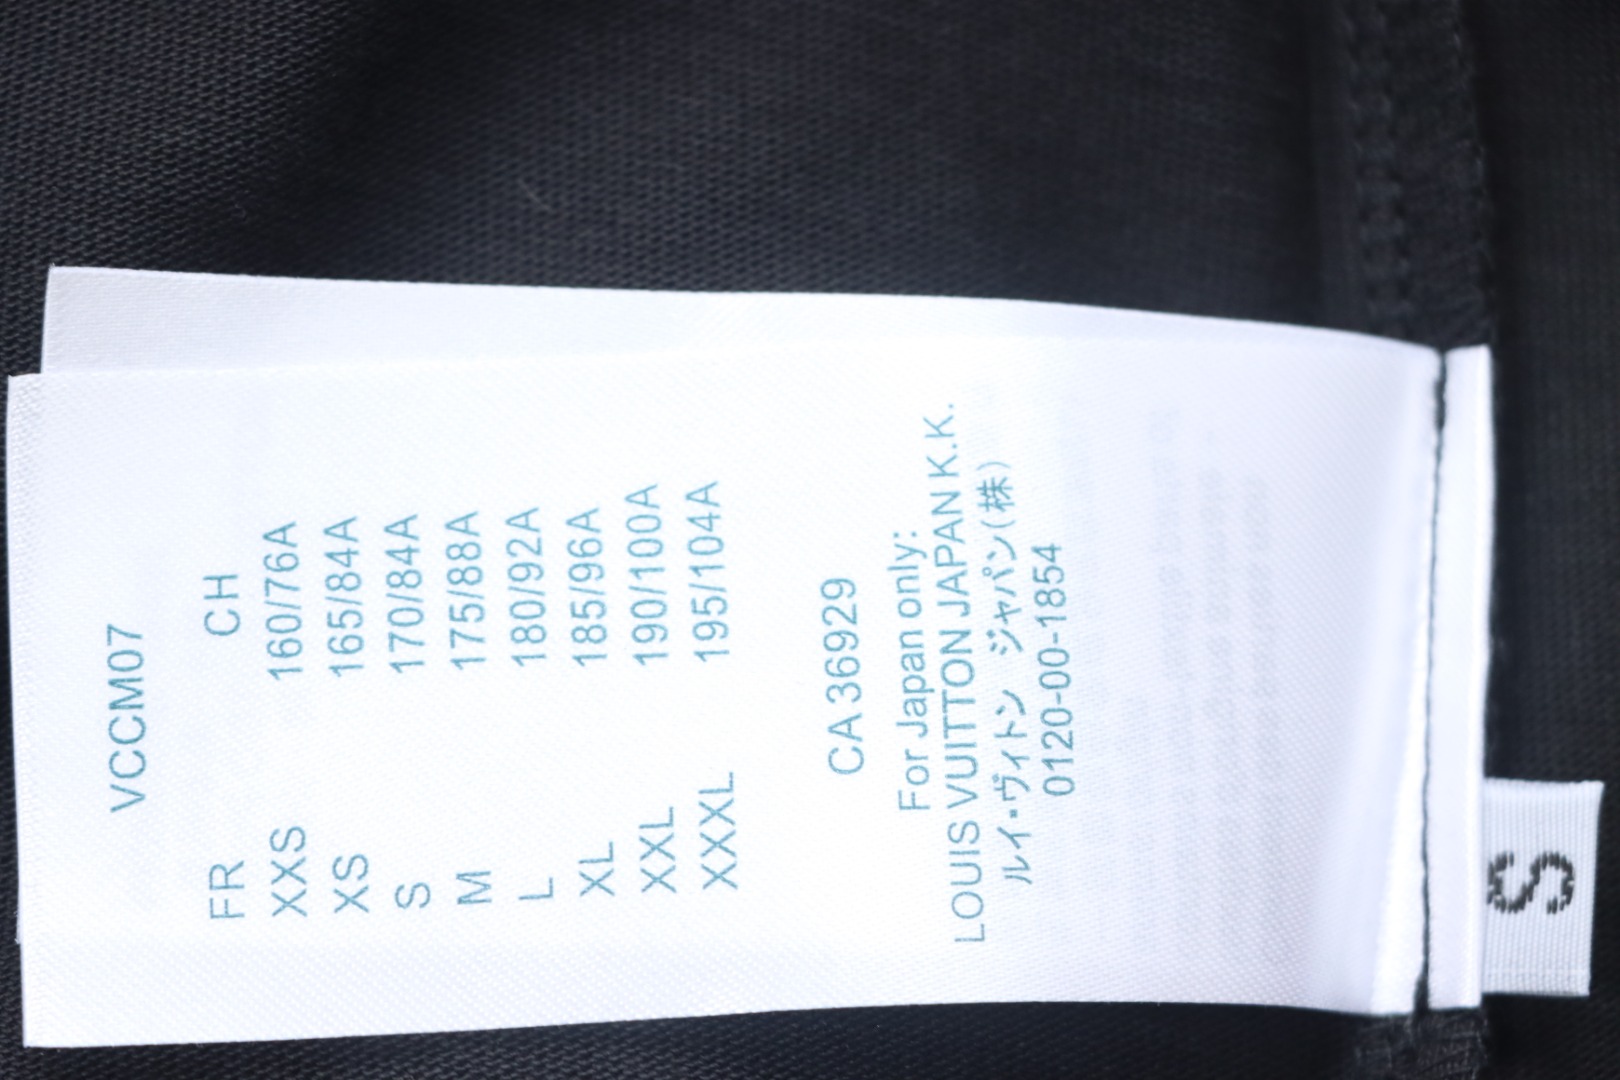 VCCM07
FR CH
XXS 160/76A
XS 165/84A
S 170/84A
M 175/88A
L 180/92A
XL 185/96A
XXL 190/100A
XXXL 195/104A
CA 36929
For Japan only:
LOUIS VUITTON JAPAN K.K.
ルイ・ヴィトン ジャパン(株)
0120-00-1854
S